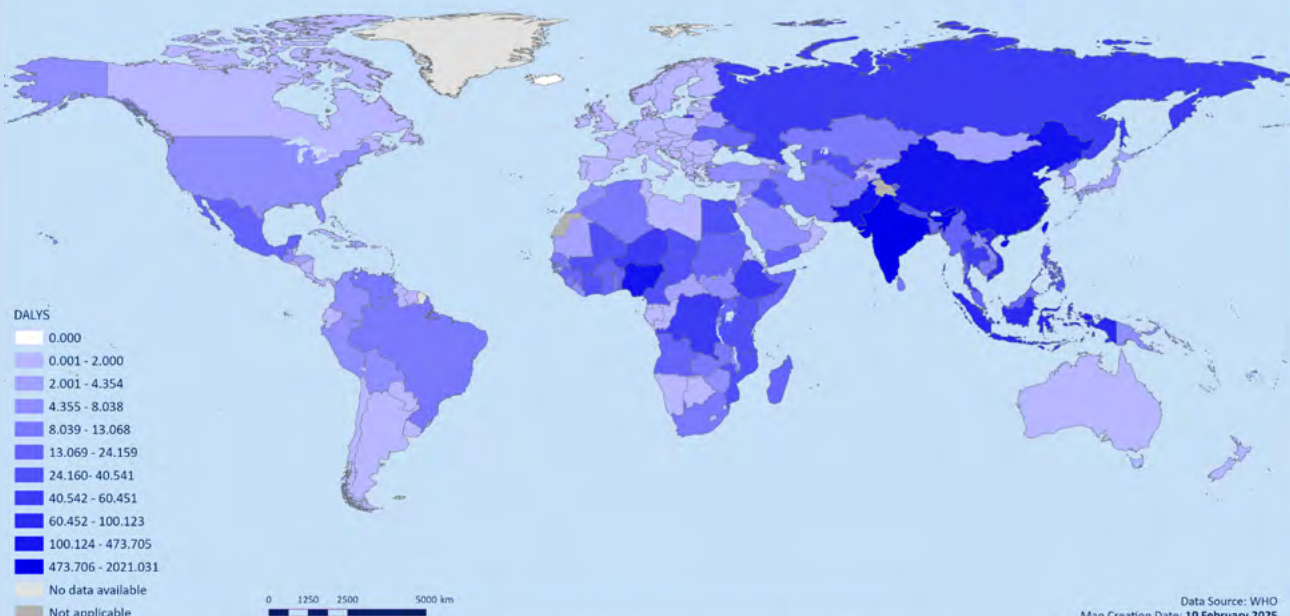 DALYS
0.000
0.001 - 2.000
2.001 - 4.354
4.355 - 8.038
8.039 - 13.068
13.069 - 24.159
24.160- 40.541
40.542 - 60.451
60.452 - 100.123
100.124 - 473.705
473.706 - 2021.031
No data available
Not applicable
0 1250 2500 5000 km
Data Source: WHO
Map Creation Date: 10 February 2025